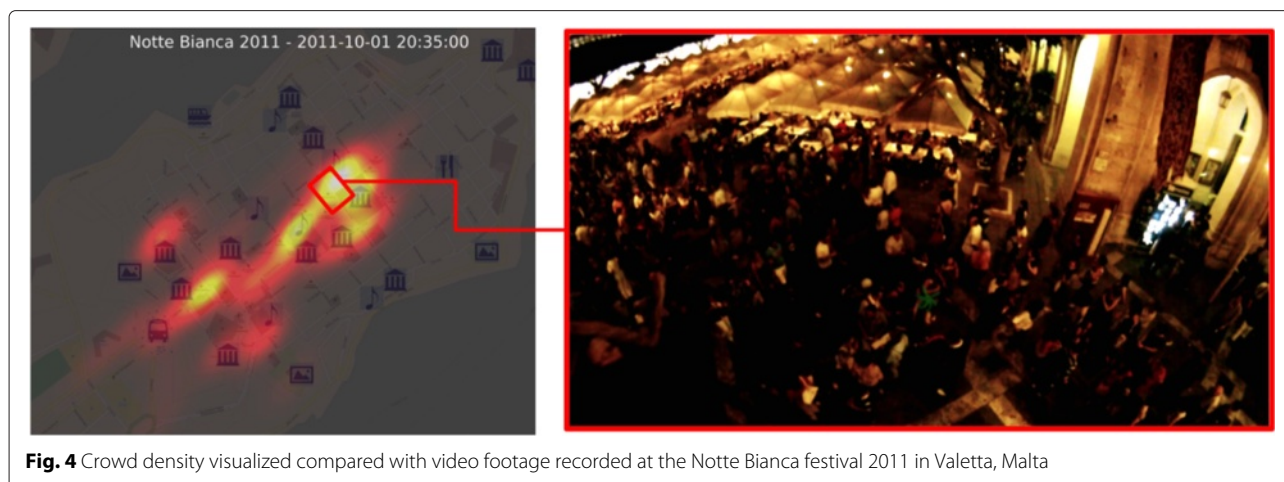 Notte Bianca 2011 - 2011-10-01 20:35:00
Fig. 4 Crowd density visualized compared with video footage recorded at the Notte Bianca festival 2011 in Valetta, Malta